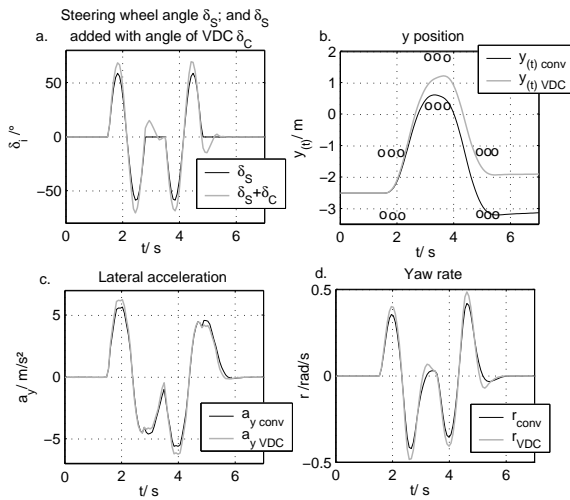 Steering wheel angle δS; and δS
added with angle of VDC δC
a.
50
0
−50
δi/°
δS
δS+δC
0 2 4 6
t/ s
b.
y position
2
1
0
−1
−2
−3
y(t)/ m
y(t) conv
y(t) VDC
0 2 4 6
t/ s
c.
Lateral acceleration
5
0
−5
ay/ m/s²
ay conv
ay VDC
0 2 4 6
t/ s
d.
Yaw rate
0.5
0
−0.5
r /rad/s
rconv
rVDC
0 2 4 6
t/ s